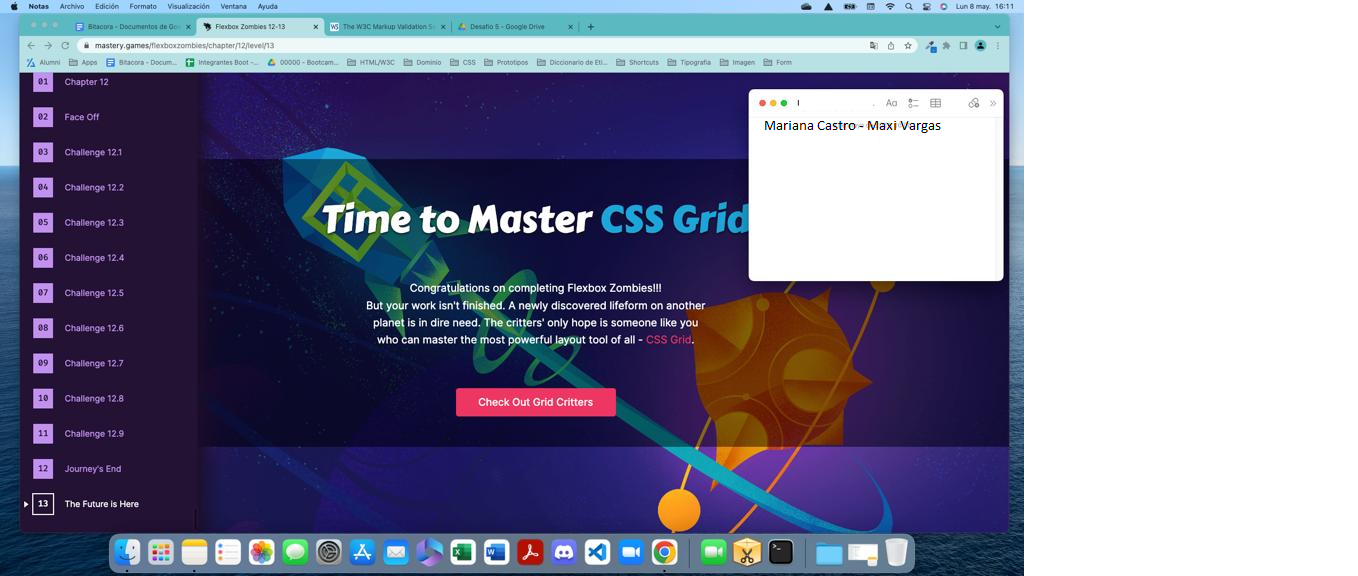 Notas Archivo Edición Formato Visualización Ventana Ayuda Lun 8 may. 16:11
Bitacora - Documentos de Go Flexbox Zombies 12-13 The W3C Markup Validation S Desafio 5 - Google Drive
mastery.games/flexboxzombies/chapter/12/level/13
Alumni Apps Bitacora - Docum... Integrantes Boot -... 00000 - Bootcam... HTML/W3C Dominio CSS Prototipos Diccionario de Eti... Shortcuts Tipografia Imagen Form
01 Chapter 12
02 Face Off
03 Challenge 12.1
04 Challenge 12.2
05 Challenge 12.3
06 Challenge 12.4
07 Challenge 12.5
08 Challenge 12.6
09 Challenge 12.7
10 Challenge 12.8
11 Challenge 12.9
12 Journey's End
13 The Future is Here
Time to Master CSS Grid
Congratulations on completing Flexbox Zombies!!!
But your work isn't finished. A newly discovered lifeform on another
planet is in dire need. The critters' only hope is someone like you
who can master the most powerful layout tool of all - CSS Grid.
Check Out Grid Critters
Aa
Mariana Castro - Maxi Vargas